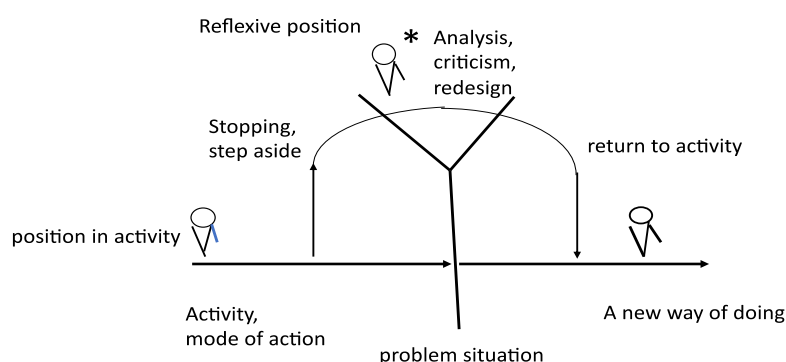 Reflexive position
*
Analysis,
criticism,
redesign
Stopping,
step aside
return to activity
position in activity
Activity,
mode of action
A new way of doing
problem situation